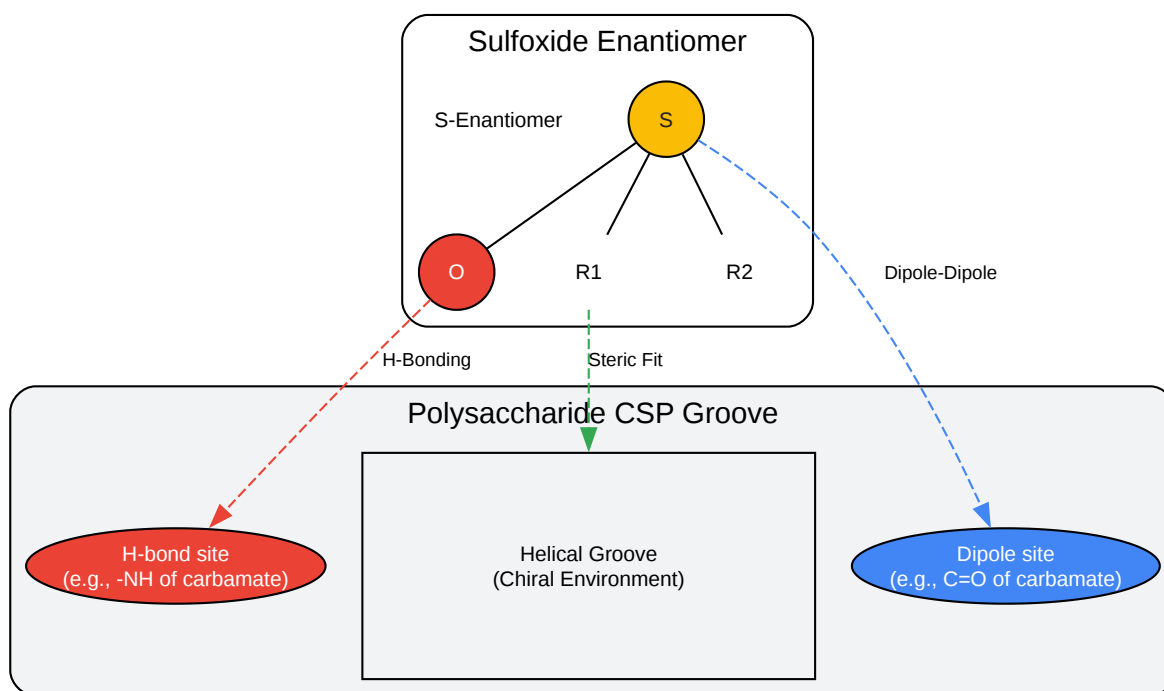 Sulfoxide Enantiomer
S-Enantiomer
S
O
R1
R2
Dipole-Dipole
H-Bonding
Steric Fit
Polysaccharide CSP Groove
H-bond site
(e.g., -NH of carbamate)
Helical Groove
(Chiral Environment)
Dipole site
(e.g., C=O of carbamate)